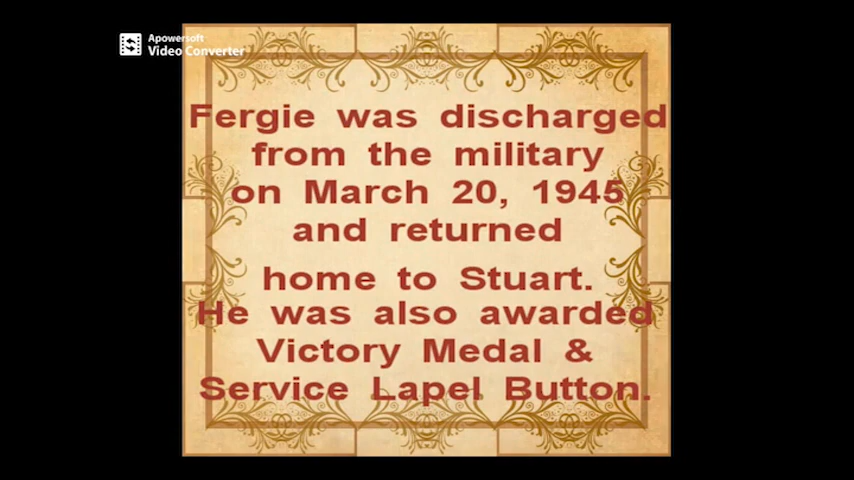 Apowersoft
Video Converter
Fergie was discharged
from the military
on March 20, 1945
and returned
home to Stuart.
He was also awarded
Victory Medal &
Service Lapel Button.